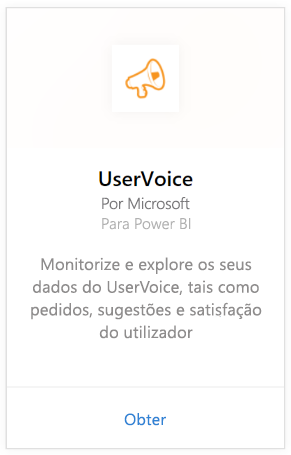 UserVoice
Por Microsoft
Para Power BI
Monitorize e explore os seus
dados do UserVoice, tais como
pedidos, sugestões e satisfação
do utilizador
Obter